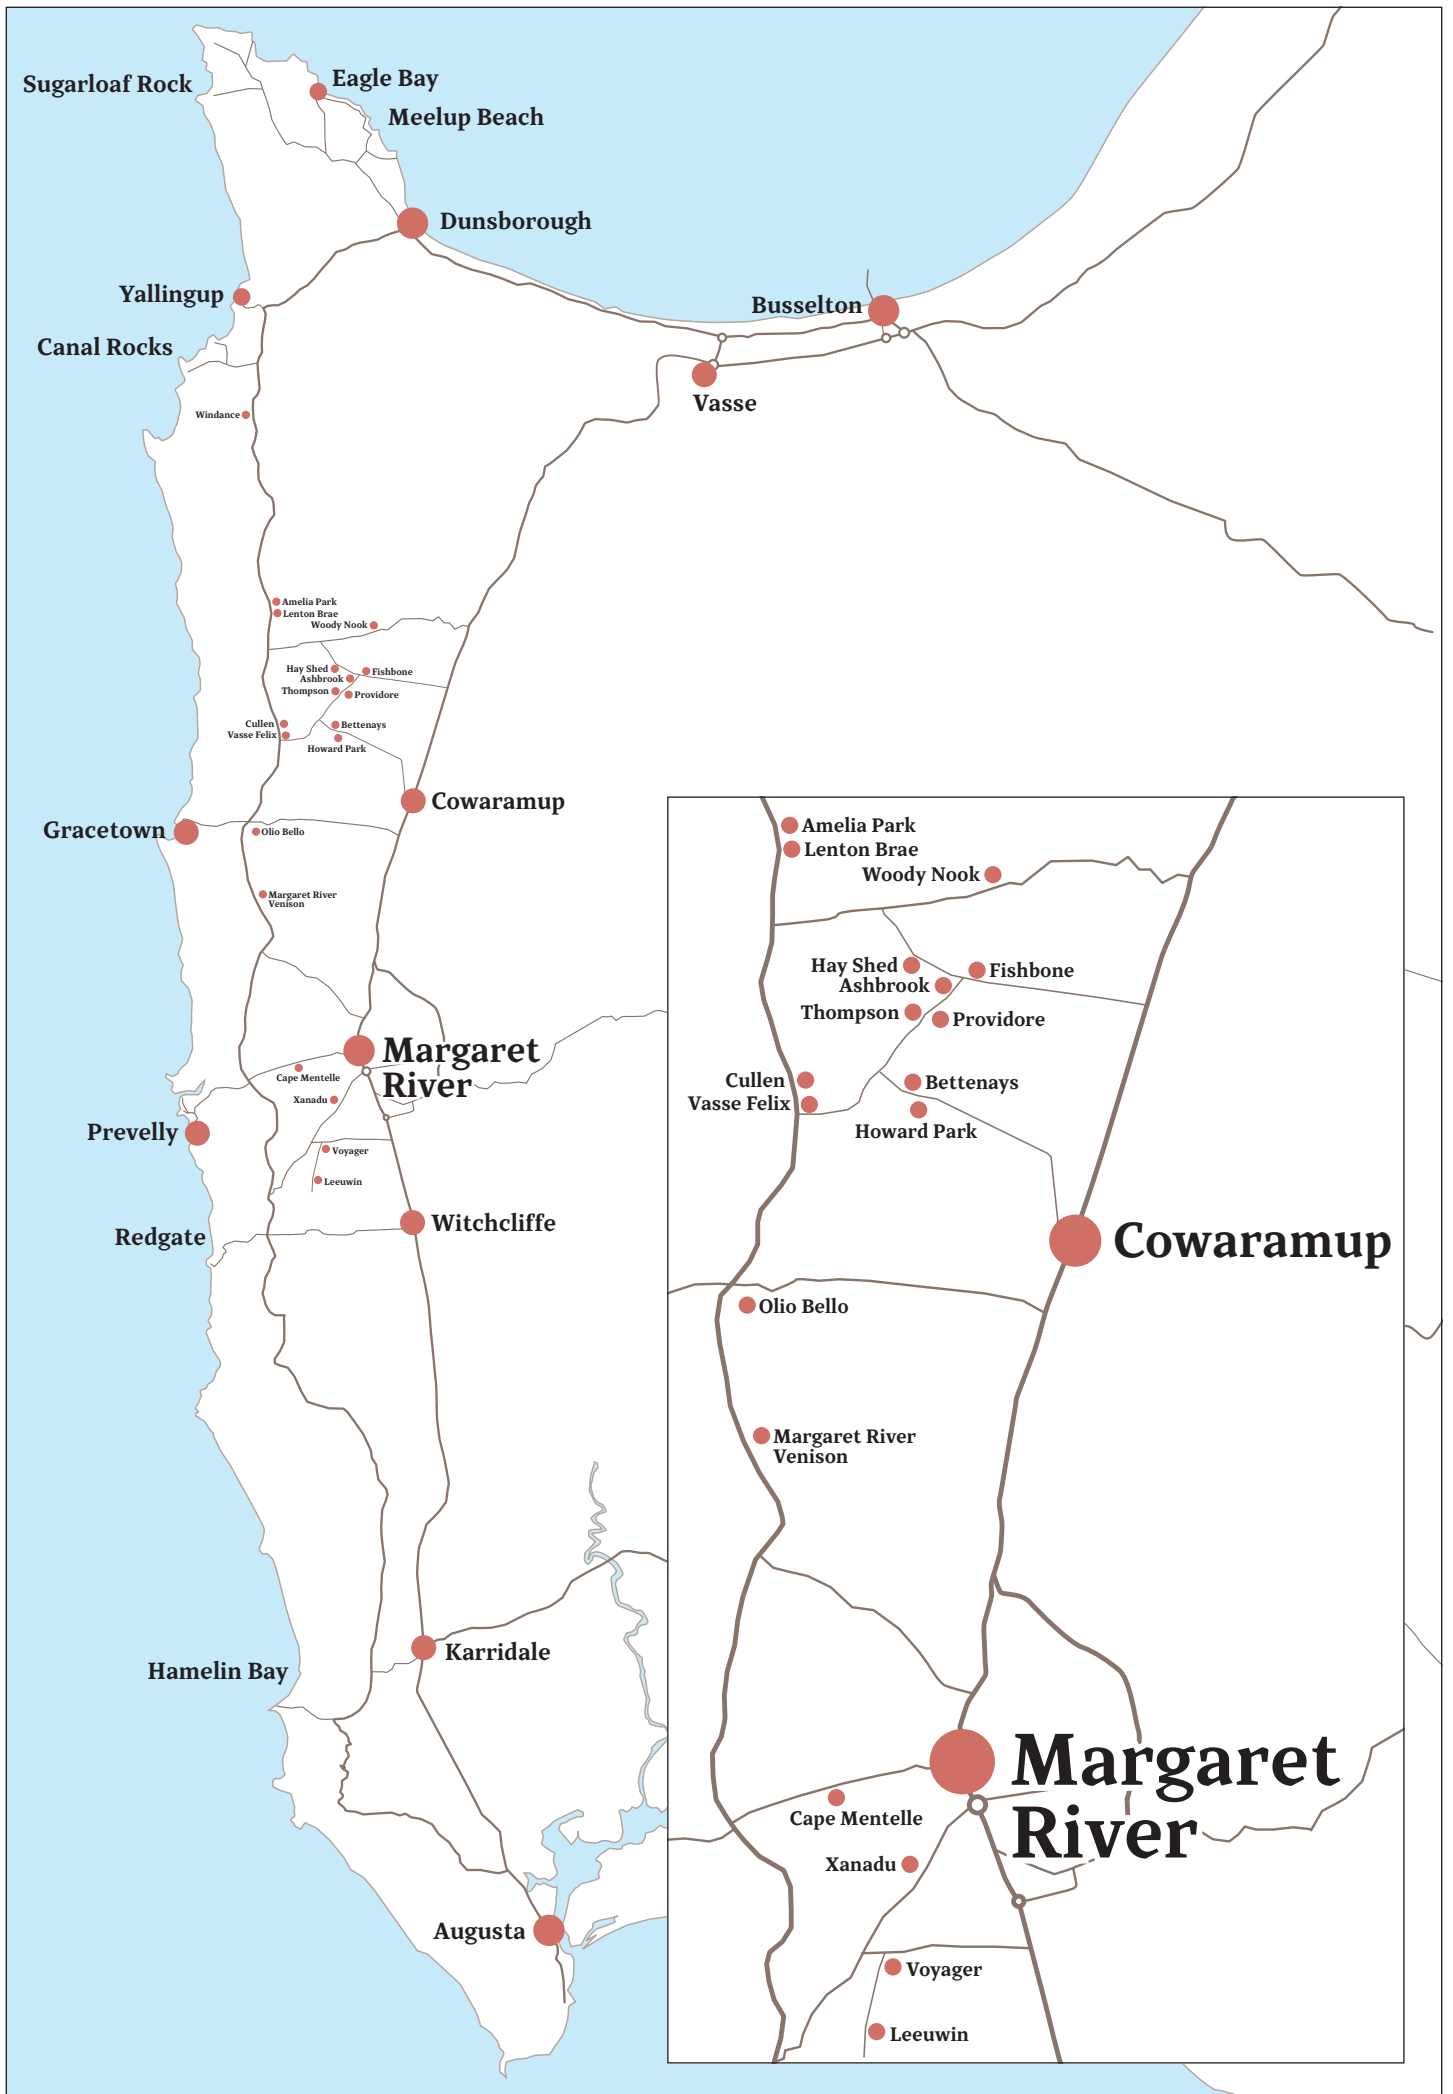 Eagle Bay
Sugarloaf Rock
Meelup Beach
Dunsborough
Yallingup
Busselton
Canal Rocks
Vasse
Windance
Amelia Park
Lenton Brae
Woody Nook
Hay Shed
Fishbone
Ashbrook
Thompson
Providore
Cullen
Bettenays
Vasse Felix
Howard Park
Cowaramup
Gracetown
Olio Bello
Margaret River
Venison
Margaret
River
Cape Mentelle
Xanadu
Prevelly
Voyager
Leeuwin
Witchcliffe
Redgate
Karridale
Hamelin Bay
Augusta
Amelia Park
Lenton Brae
Woody Nook
Hay Shed
Fishbone
Ashbrook
Thompson
Providore
Cullen
Bettenays
Vasse Felix
Howard Park
Cowaramup
Olio Bello
Margaret River
Venison
Margaret
River
Cape Mentelle
Xanadu
Voyager
Leeuwin